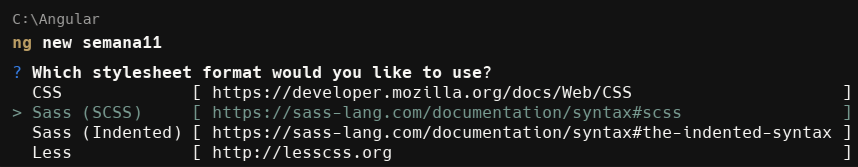 C:\Angular
ng new semana11
? Which stylesheet format would you like to use?
CSS [ https://developer.mozilla.org/docs/Web/CSS ]
> Sass (SCSS) [ https://sass-lang.com/documentation/syntax#scss ]
Sass (Indented) [ https://sass-lang.com/documentation/syntax#the-indented-syntax ]
Less [ http://lesscss.org ]